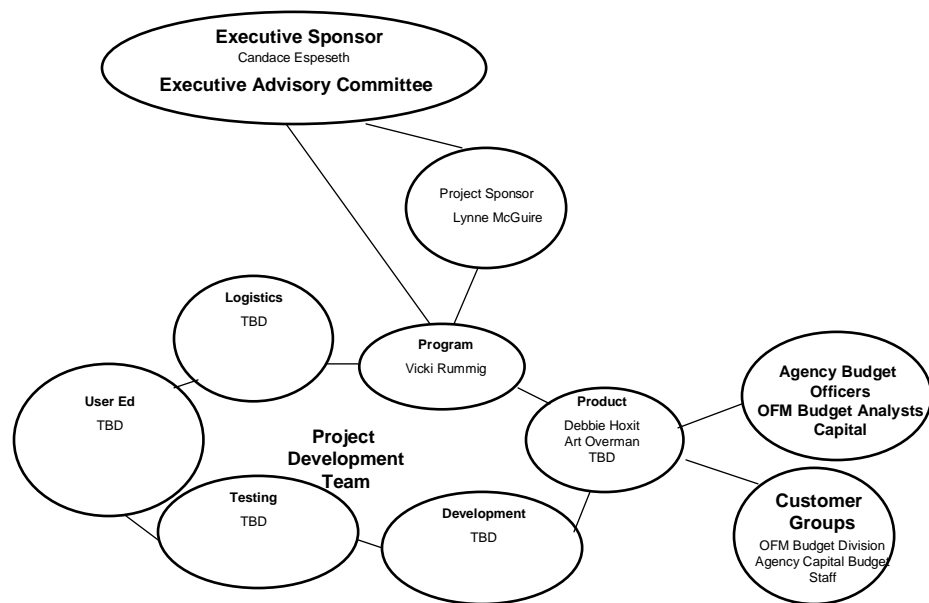 Executive Sponsor
Candace Espeseth
Executive Advisory Committee
Project Sponsor
Lynne McGuire
Logistics
TBD
Program
Vicki Rummig
User Ed
TBD
Product
Debbie Hoxit
Art Overman
TBD
Agency Budget
Officers
OFM Budget Analysts
Capital
Project
Development
Team
Testing
TBD
Development
TBD
Customer
Groups
OFM Budget Division
Agency Capital Budget
Staff